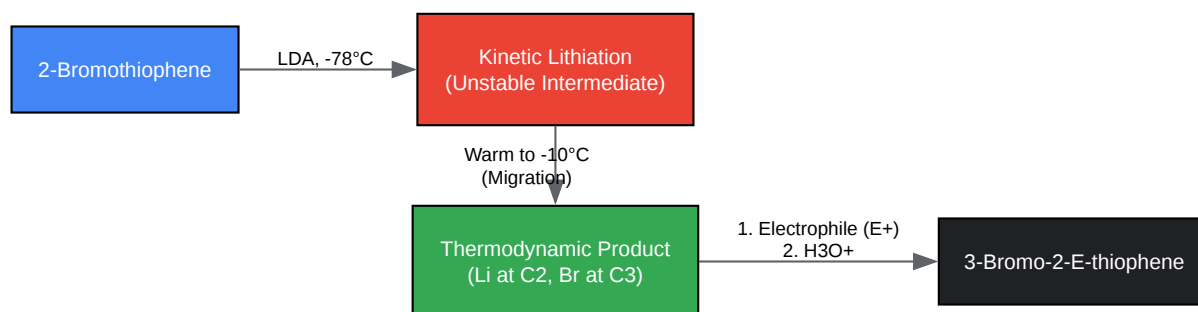 2-Bromothiophene
LDA, -78°C
Kinetic Lithiation
(Unstable Intermediate)
Warm to -10°C
(Migration)
Thermodynamic Product
(Li at C2, Br at C3)
1. Electrophile (E+)
2. H3O+
3-Bromo-2-E-thiophene